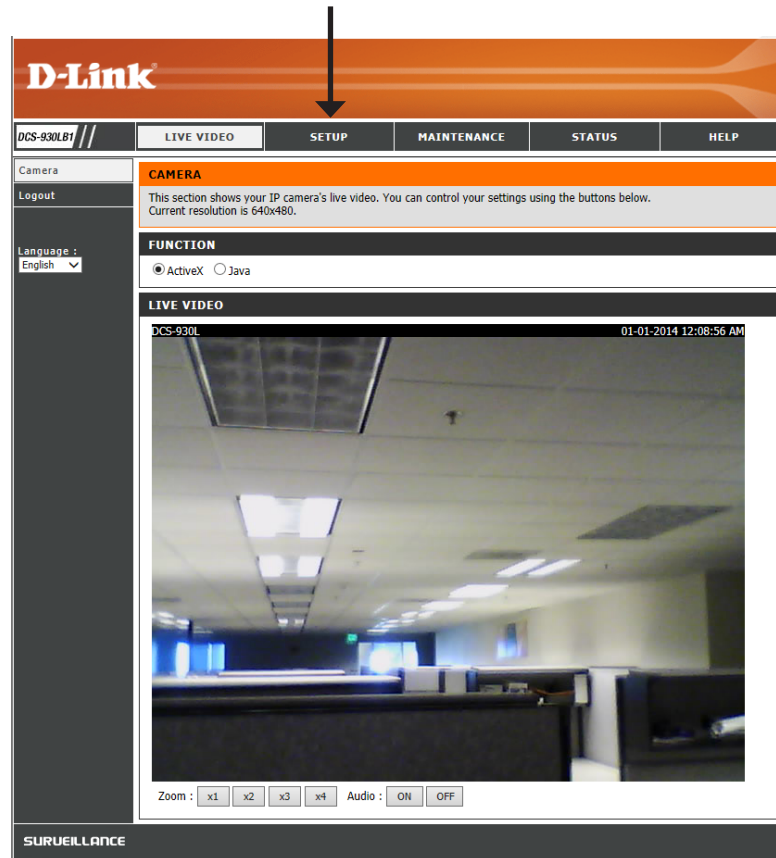 D-Link
DCS-930LB1 // LIVE VIDEO SETUP MAINTENANCE STATUS HELP
Camera
Logout
Language :
English
CAMERA
This section shows your IP camera's live video. You can control your settings using the buttons below.
Current resolution is 640x480.
FUNCTION
ActiveX Java
LIVE VIDEO
DCS-930L 01-01-2014 12:08:56 AM
Zoom : x1 x2 x3 x4 Audio : ON OFF
SURVEILLANCE